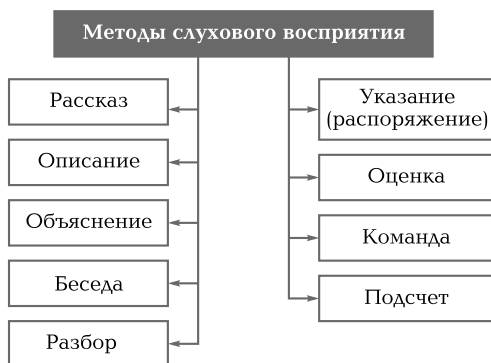 Методы слухового восприятия
Рассказ
Описание
Объяснение
Беседа
Разбор
Указание
(распоряжение)
Оценка
Команда
Подсчет